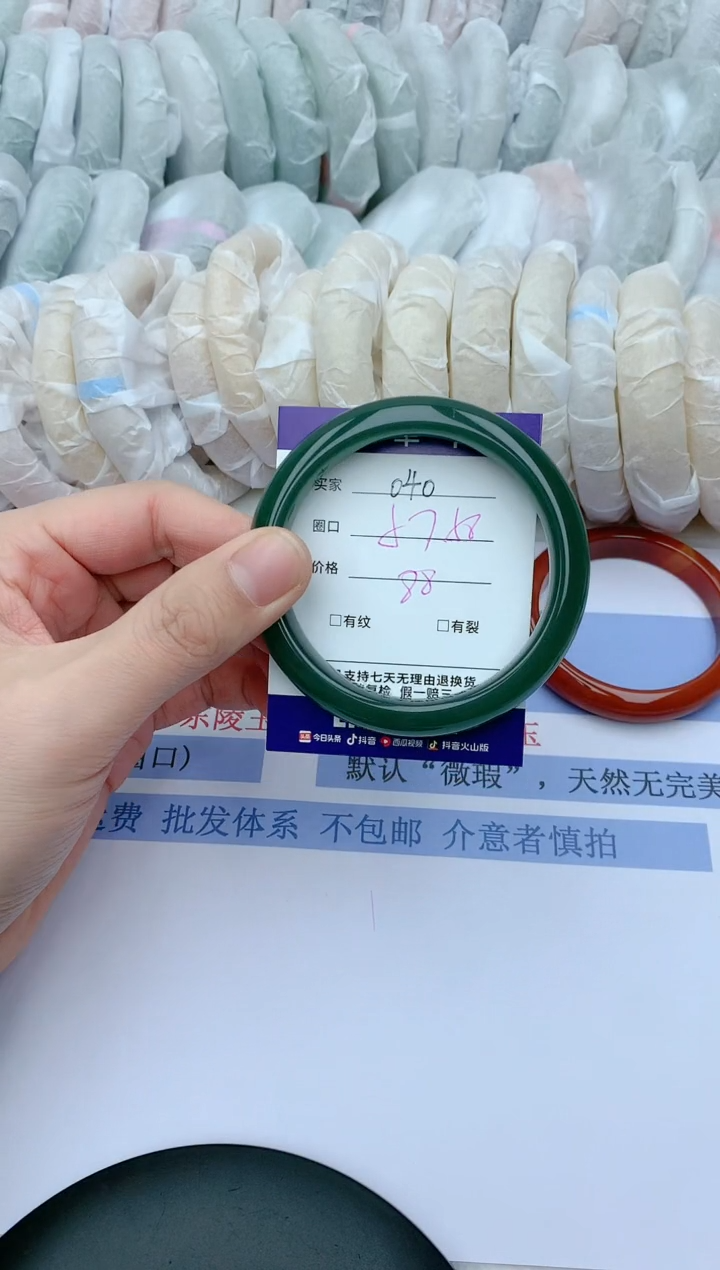 买家 040
圈口 57.58
价格 88
□有纹 □有裂
支持七天无理由退换货
复检 假一赔三
今日头条 抖音 西瓜视频 抖音火山版
口）
默认“微瑕”，天然无完美
费 批发体系 不包邮 介意者慎拍